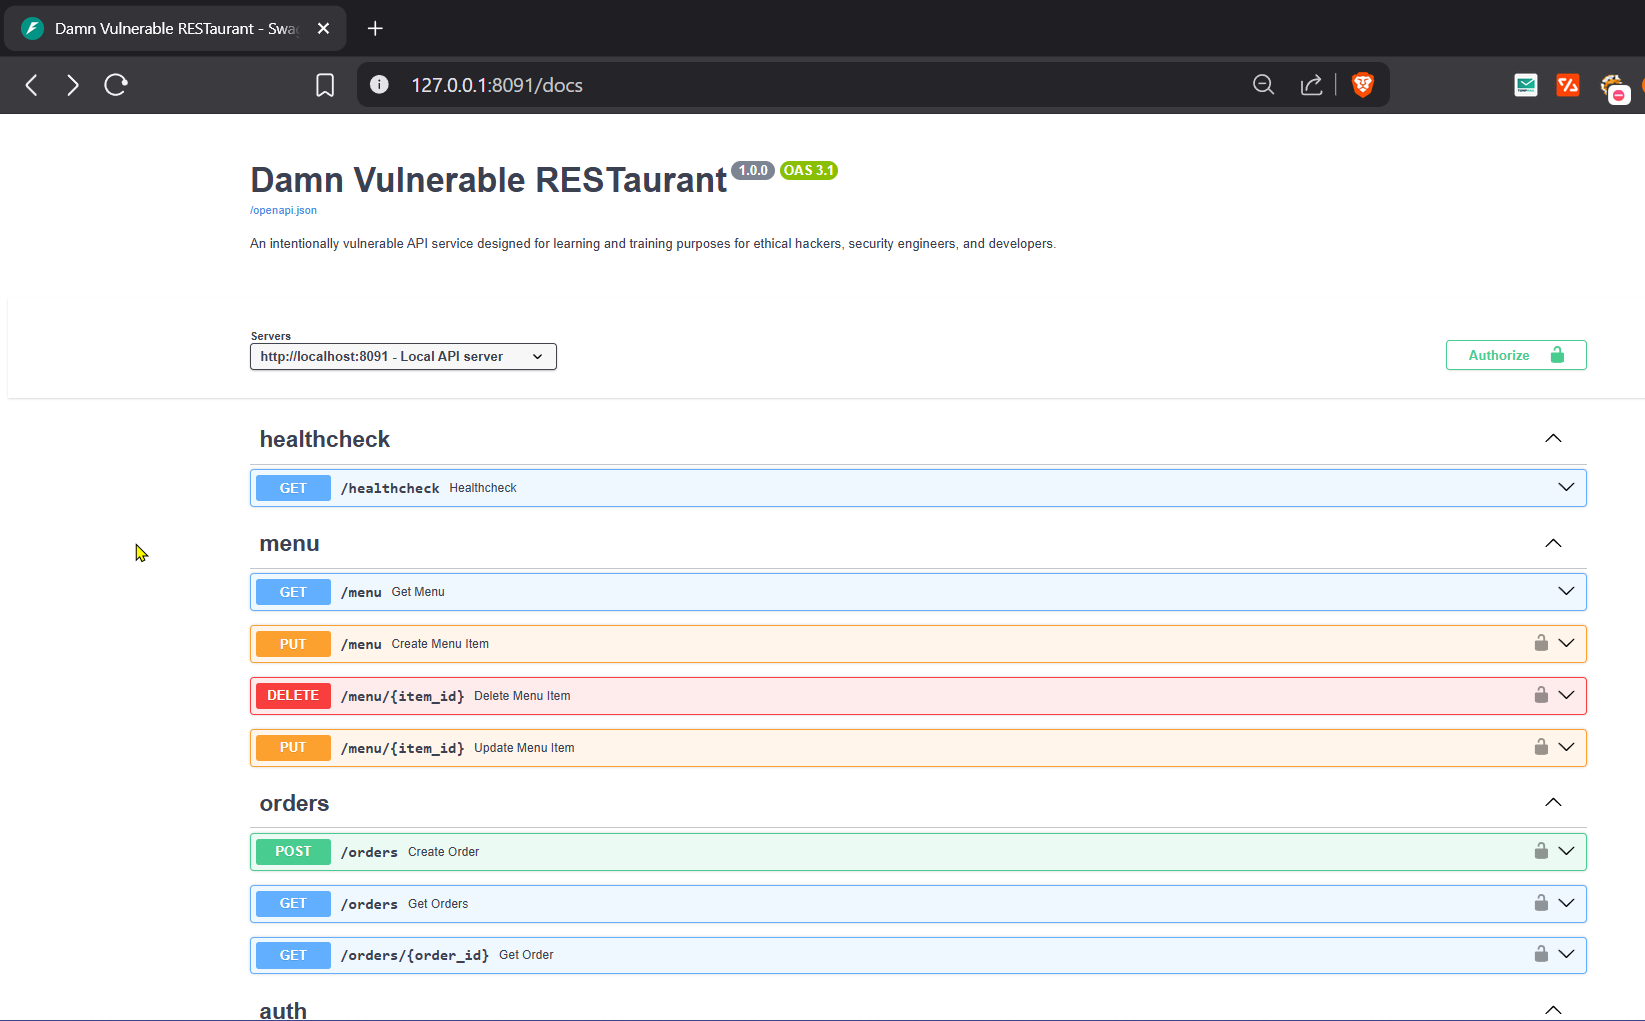 Damn Vulnerable RESTaurant - Swa
127.0.0.1:8091/docs
Damn Vulnerable RESTaurant 1.0.0 OAS 3.1
/openapi.json
An intentionally vulnerable API service designed for learning and training purposes for ethical hackers, security engineers, and developers.
Servers
http://localhost:8091 - Local API server
Authorize
healthcheck
GET /healthcheck Healthcheck
menu
GET /menu Get Menu
PUT /menu Create Menu Item
DELETE /menu/{item_id} Delete Menu Item
PUT /menu/{item_id} Update Menu Item
orders
POST /orders Create Order
GET /orders Get Orders
GET /orders/{order_id} Get Order
auth